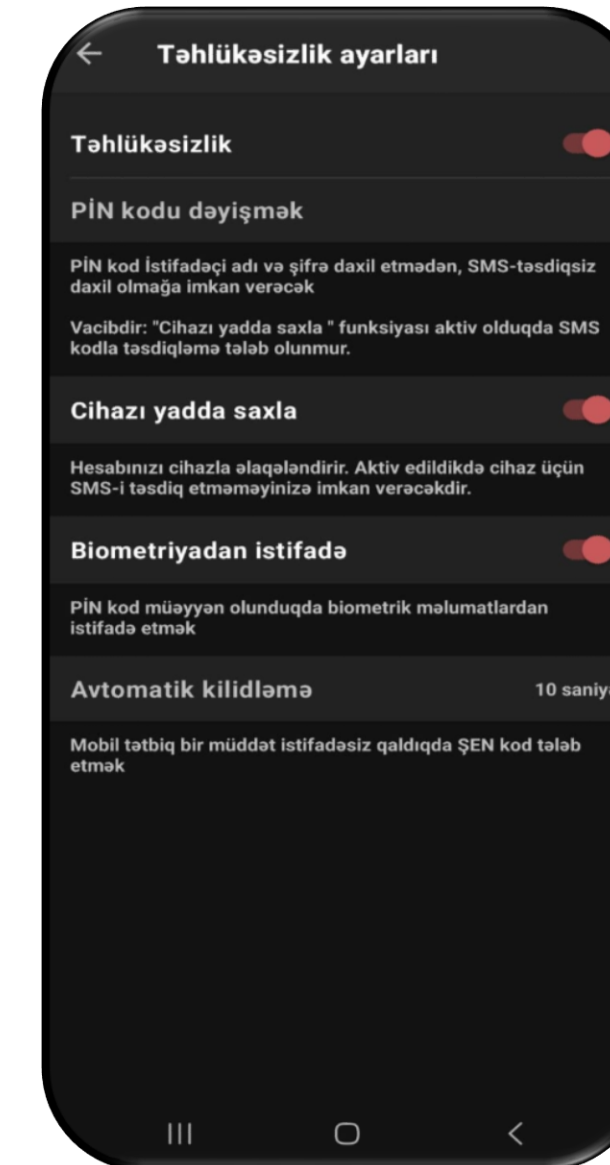 Təhlükəsizlik ayarları
Təhlükəsizlik
PİN kodu dəyişmək
PİN kod İstifadəçi adı və şifrə daxil etmədən, SMS-təsdiqsiz
daxil olmağa imkan verəcək
Vacibdir: "Cihazı yadda saxla " funksiyası aktiv olduqda SMS
kodla təsdiqləmə tələb olunmur.
Cihazı yadda saxla
Hesabınızı cihazla əlaqələndirir. Aktiv edildikdə cihaz üçün
SMS-i təsdiq etməməyinizə imkan verəcəkdir.
Biometriyadan istifadə
PİN kod müəyyən olunduqda biometrik məlumatlardan
istifadə etmək
Avtomatik kilidləmə 10 saniyə
Mobil tətbiq bir müddət istifadəsiz qaldıqda ŞEN kod tələb
etmək